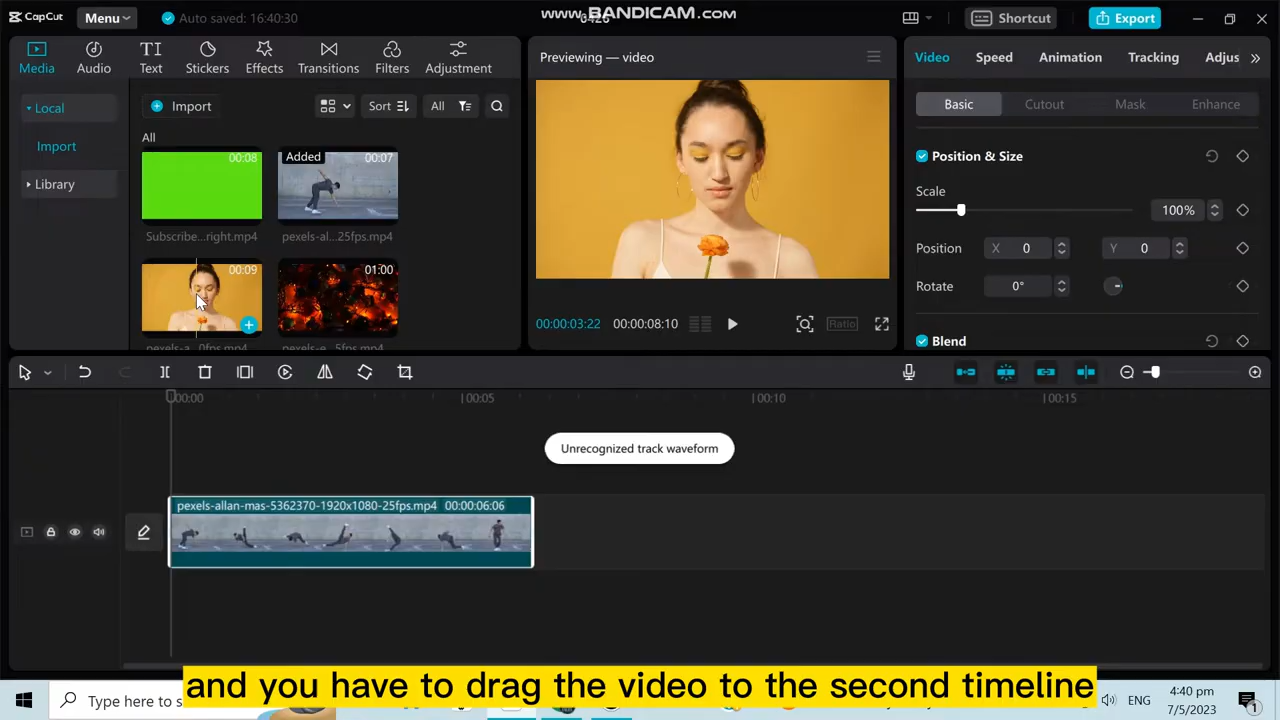 CapCut
Menu
Auto saved: 16:40:30
www.BANDICAM.com
Shortcut
Export
Media
Audio
Text
Stickers
Effects
Transitions
Filters
Adjustment
Local
Import
Library
Import
Sort
All
All
00:08
Subscribe...right.mp4
Added
00:07
pexels-al...25fps.mp4
00:09
pexels-a...0fps.mp4
01:00
pexels-e...5fps.mp4
Previewing — video
00:00:03:22
00:00:08:10
Ratio
Video
Speed
Animation
Tracking
Adjus
Basic
Cutout
Mask
Enhance
Position & Size
Scale
100%
Position
X 0
Y 0
Rotate
0°
Blend
00:00
00:05
00:10
00:15
Unrecognized track waveform
pexels-allan-mas-5362370-1920x1080-25fps.mp4 00:00:06:06
and you have to drag the video to the second timeline
Type here to s
ENG
4:40 pm
7/5/2023
1